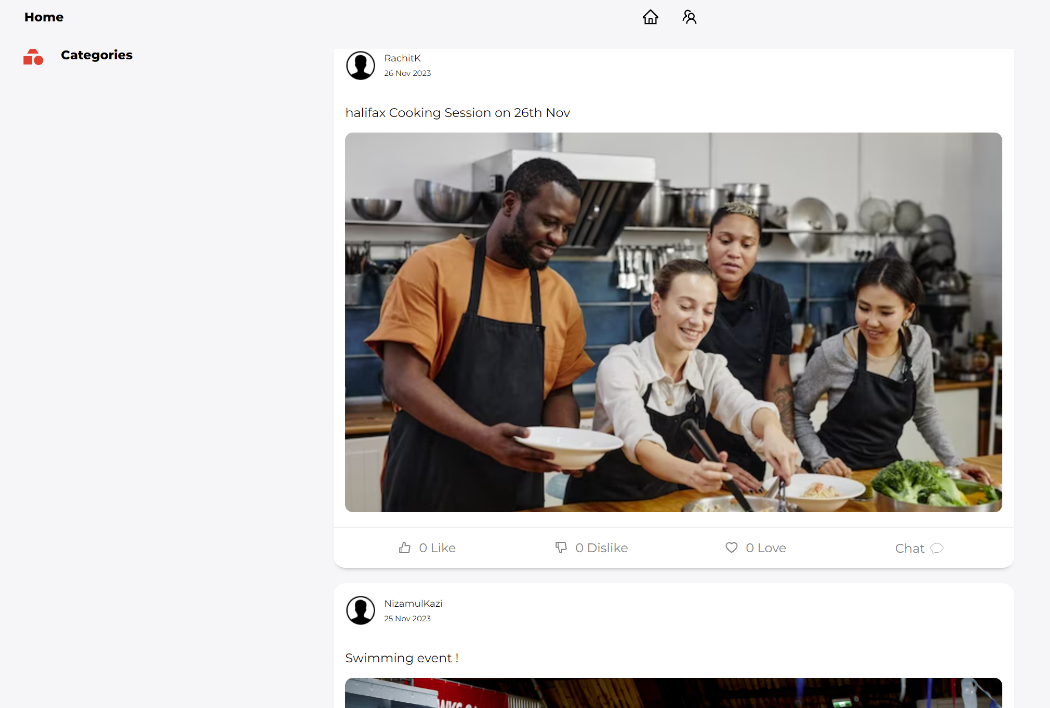 Home
Categories
RachitK
26 Nov 2023
halifax Cooking Session on 26th Nov
0 Like
0 Dislike
0 Love
Chat
NizamulKazi
25 Nov 2023
Swimming event !